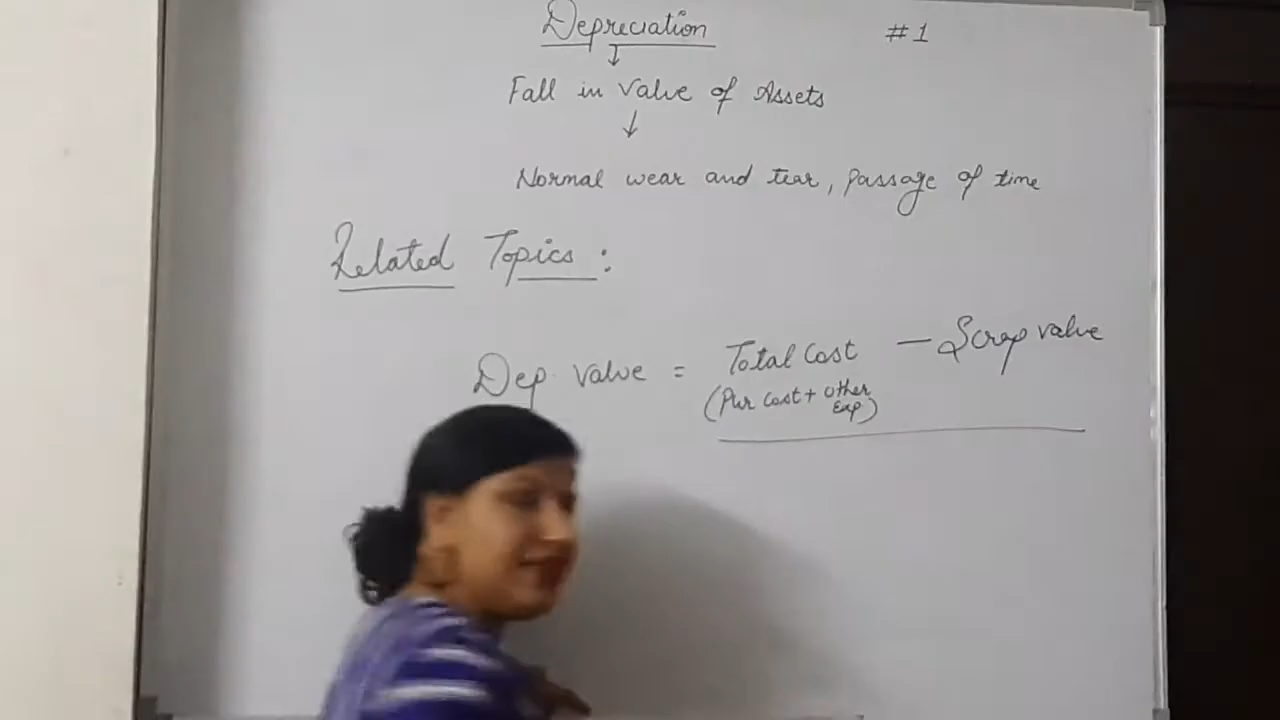 Depreciation #1
↓
Fall in Value of Assets
↓
Normal wear and tear, Passage of time
Related Topics :
Dep. Value = Total Cost — Scrap value
(Pur Cost + Other Exp)